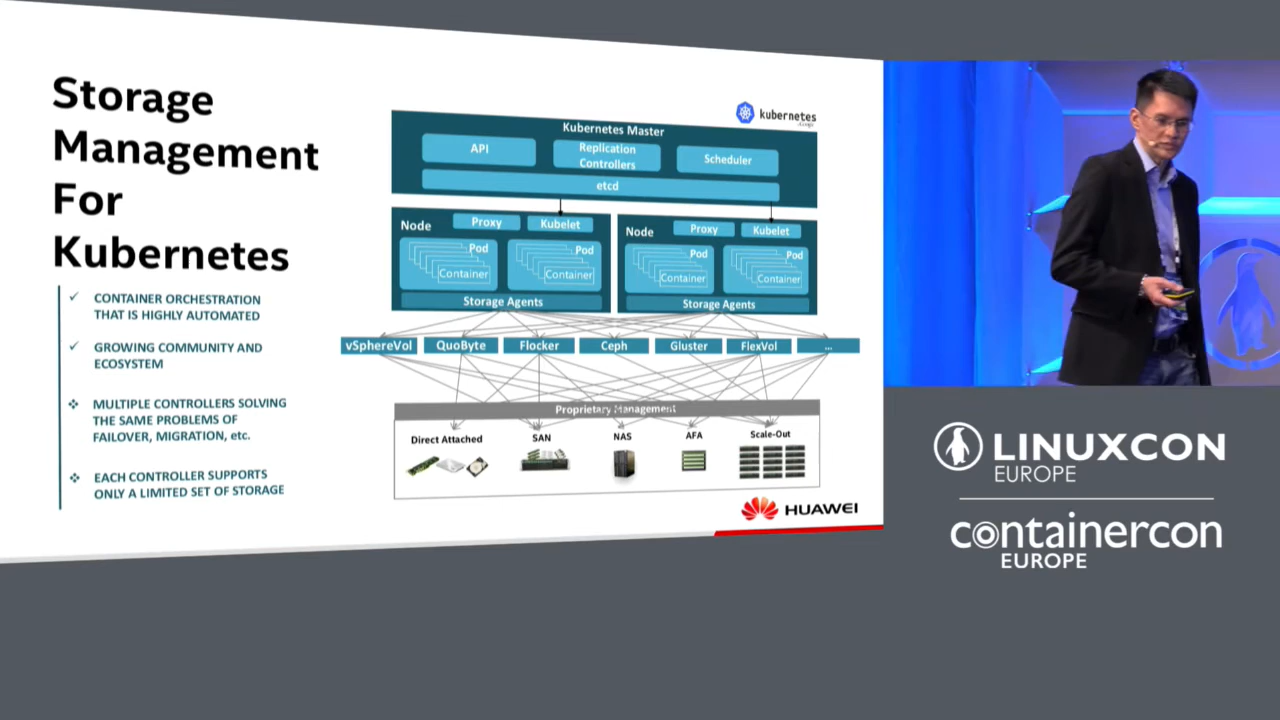 Storage
Management
For
Kubernetes
✓ CONTAINER ORCHESTRATION
THAT IS HIGHLY AUTOMATED
✓ GROWING COMMUNITY AND
ECOSYSTEM
❖ MULTIPLE CONTROLLERS SOLVING
THE SAME PROBLEMS OF
FAILOVER, MIGRATION, etc.
❖ EACH CONTROLLER SUPPORTS
ONLY A LIMITED SET OF STORAGE
kubernetes
Kubernetes Master
API
Replication
Controllers
Scheduler
etcd
Node
Proxy
Kubelet
Pod
Container
Pod
Container
Storage Agents
Node
Proxy
Kubelet
Pod
Container
Pod
Container
Storage Agents
vSphereVol
QuoByte
Flocker
Ceph
Gluster
FlexVol
...
Proprietary Management
Direct Attached
SAN
NAS
AFA
Scale-Out
HUAWEI
LINUXCON
EUROPE
containercon
EUROPE